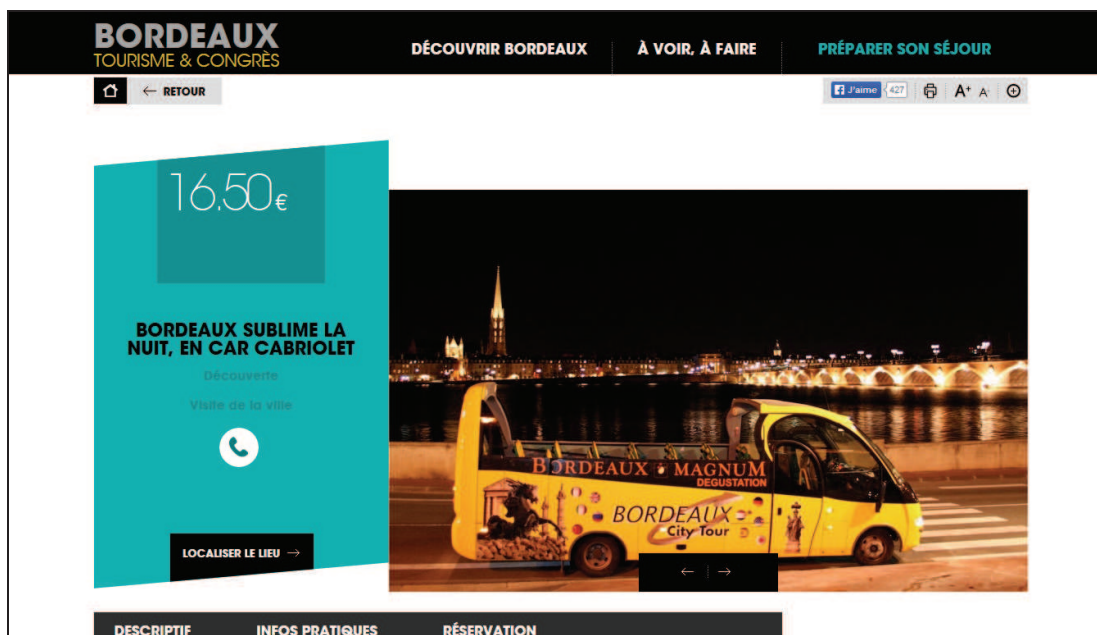 BORDEAUX
TOURISME & CONGRÈS
DÉCOUVRIR BORDEAUX
À VOIR, À FAIRE
PRÉPARER SON SÉJOUR
← RETOUR
J'aime 427
A+ A-
16.50€
BORDEAUX SUBLIME LA
NUIT, EN CAR CABRIOLET
Découverte
Visite de la ville
LOCALISER LE LIEU →
BORDEAUX MAGNUM
DEGUSTATION
BORDEAUX
City Tour
← | →
DESCRIPTIF
INFOS PRATIQUES
RÉSERVATION